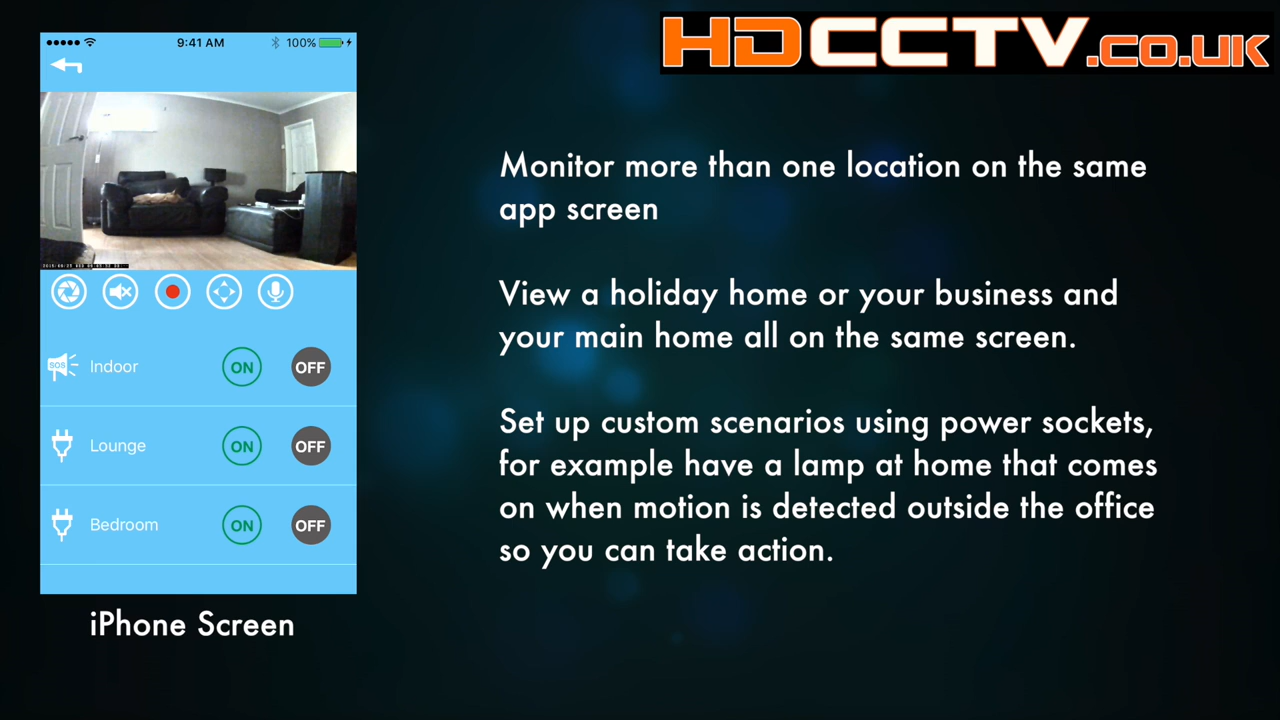 HDCCTV.co.uk
9:41 AM
100%
Monitor more than one location on the same
app screen
View a holiday home or your business and
your main home all on the same screen.
SOS
Indoor ON OFF
Lounge ON OFF
Bedroom ON OFF
Set up custom scenarios using power sockets,
for example have a lamp at home that comes
on when motion is detected outside the office
so you can take action.
iPhone Screen